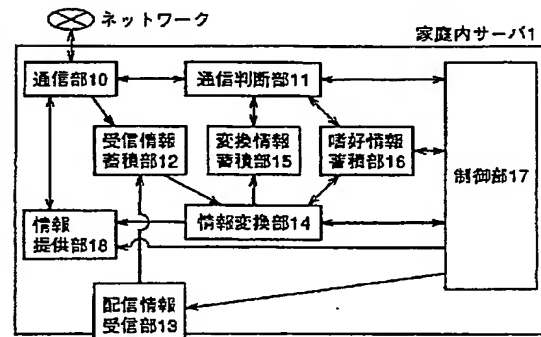 ネットワーク
家庭内サーバ1
通信部10
通信判断部11
受信情報
蓄積部12
変換情報
蓄積部15
嗜好情報
蓄積部16
制御部17
情報
提供部18
情報変換部14
配信情報
受信部13